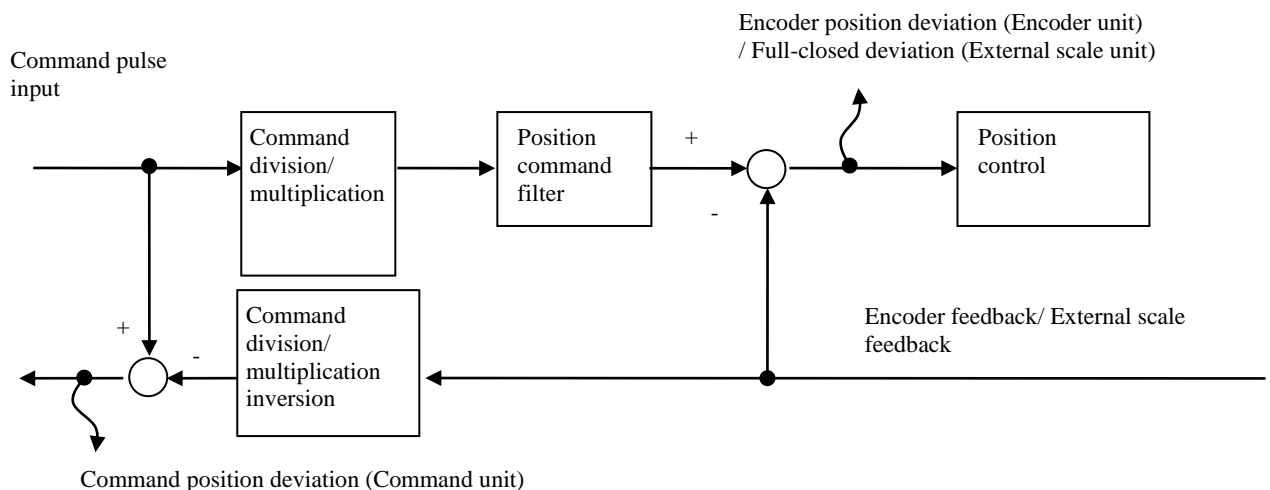 Encoder position deviation (Encoder unit)
/ Full-closed deviation (External scale unit)
Command pulse
input
Command
division/
multiplication
Position
command
filter
+
-
Position
control
Command
division/
multiplication
inversion
+
-
Encoder feedback/ External scale
feedback
Command position deviation (Command unit)